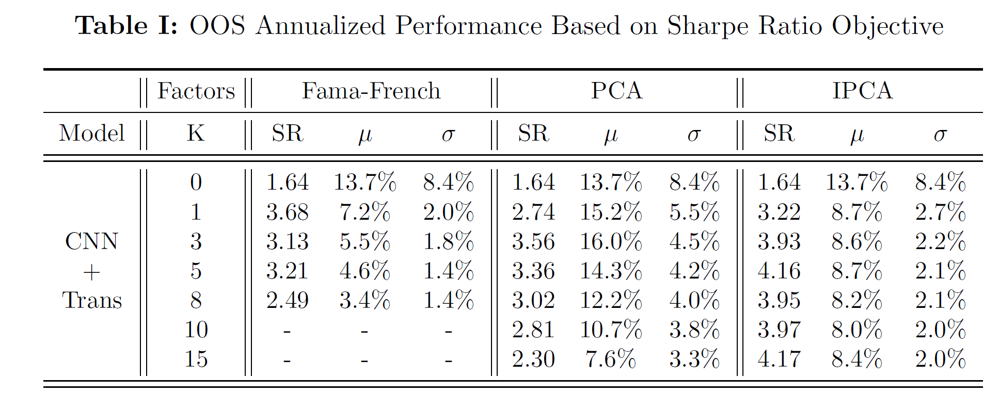 Table I: OOS Annualized Performance Based on Sharpe Ratio Objective
Factors Fama-French PCA IPCA
Model K SR μ σ SR μ σ SR μ σ
0 1.64 13.7% 8.4% 1.64 13.7% 8.4% 1.64 13.7% 8.4%
1 3.68 7.2% 2.0% 2.74 15.2% 5.5% 3.22 8.7% 2.7%
CNN 3 3.13 5.5% 1.8% 3.56 16.0% 4.5% 3.93 8.6% 2.2%
+ 5 3.21 4.6% 1.4% 3.36 14.3% 4.2% 4.16 8.7% 2.1%
Trans 8 2.49 3.4% 1.4% 3.02 12.2% 4.0% 3.95 8.2% 2.1%
10 - - - 2.81 10.7% 3.8% 3.97 8.0% 2.0%
15 - - - 2.30 7.6% 3.3% 4.17 8.4% 2.0%